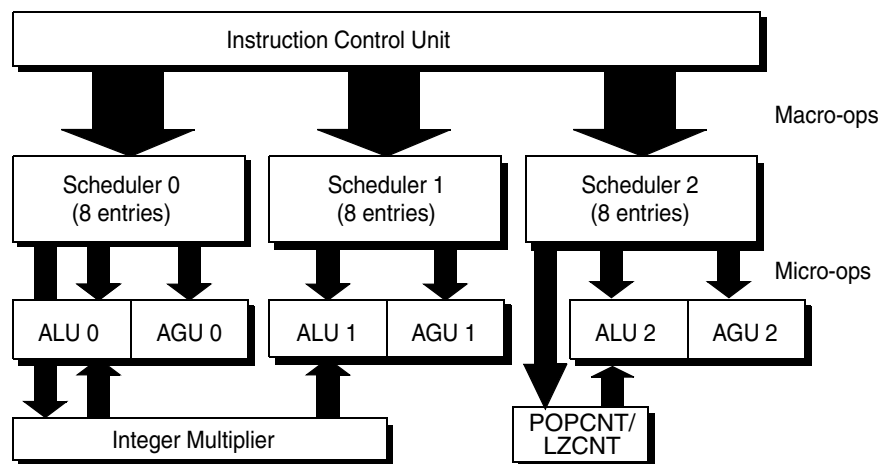 Instruction Control Unit
Macro-ops
Scheduler 0
(8 entries)
Scheduler 1
(8 entries)
Scheduler 2
(8 entries)
Micro-ops
ALU 0
AGU 0
ALU 1
AGU 1
ALU 2
AGU 2
Integer Multiplier
POPCNT/
LZCNT